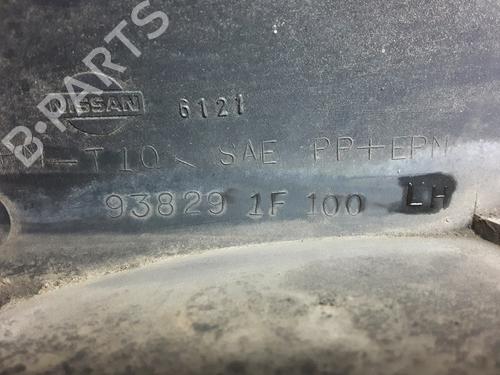 B-PARTS
NISSAN 6121
T10 < SAE PP+EPM
93829 1F 100 LH